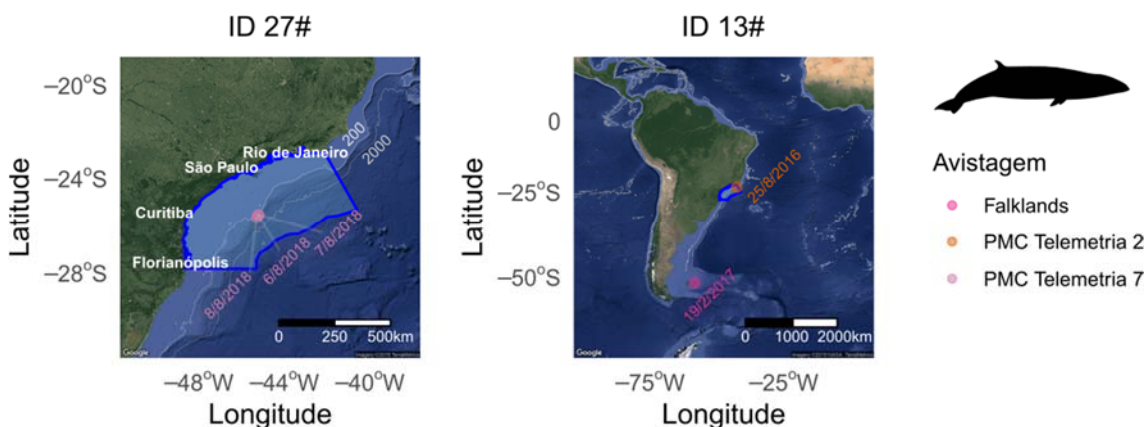 ID 27#
ID 13#
–20°S
–24°S
–28°S
Latitude
200
2000
Rio de Janeiro
São Paulo
Curitiba
Florianópolis
7/8/2018
6/8/2018
8/8/2018
0 250 500km
Google
–48°W –44°W –40°W
Longitude
0
–25°S
–50°S
Latitude
25/8/2016
19/2/2017
0 1000 2000km
Google
–75°W –25°W
Longitude
Avistagem
Falklands
PMC Telemetria 2
PMC Telemetria 7